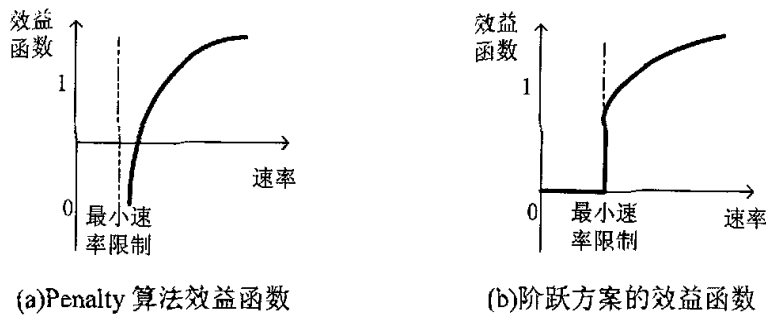 效益
函数
1
速率
0
最小速
率限制
(a)Penalty 算法效益函数
效益
函数
1
0
最小速
率限制
速率
(b)阶跃方案的效益函数